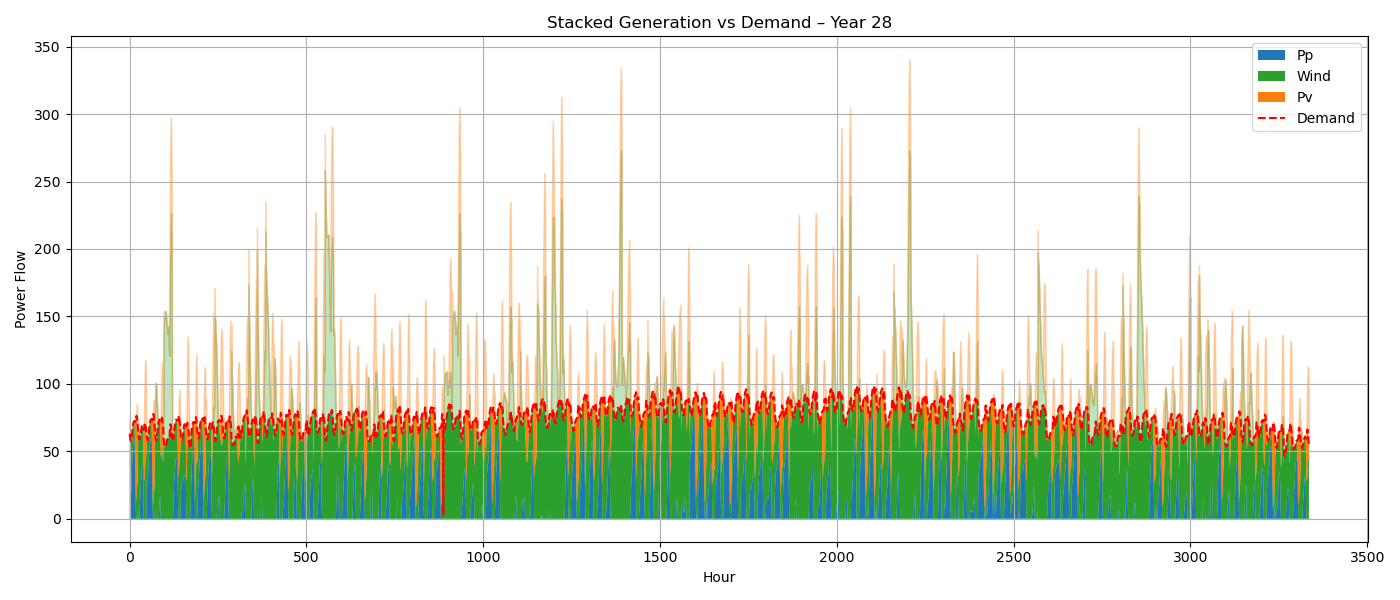 Stacked Generation vs Demand – Year 28
Power Flow
350
300
250
200
150
100
50
0
Pp
Wind
Pv
Demand
0 500 1000 1500 2000 2500 3000 3500
Hour